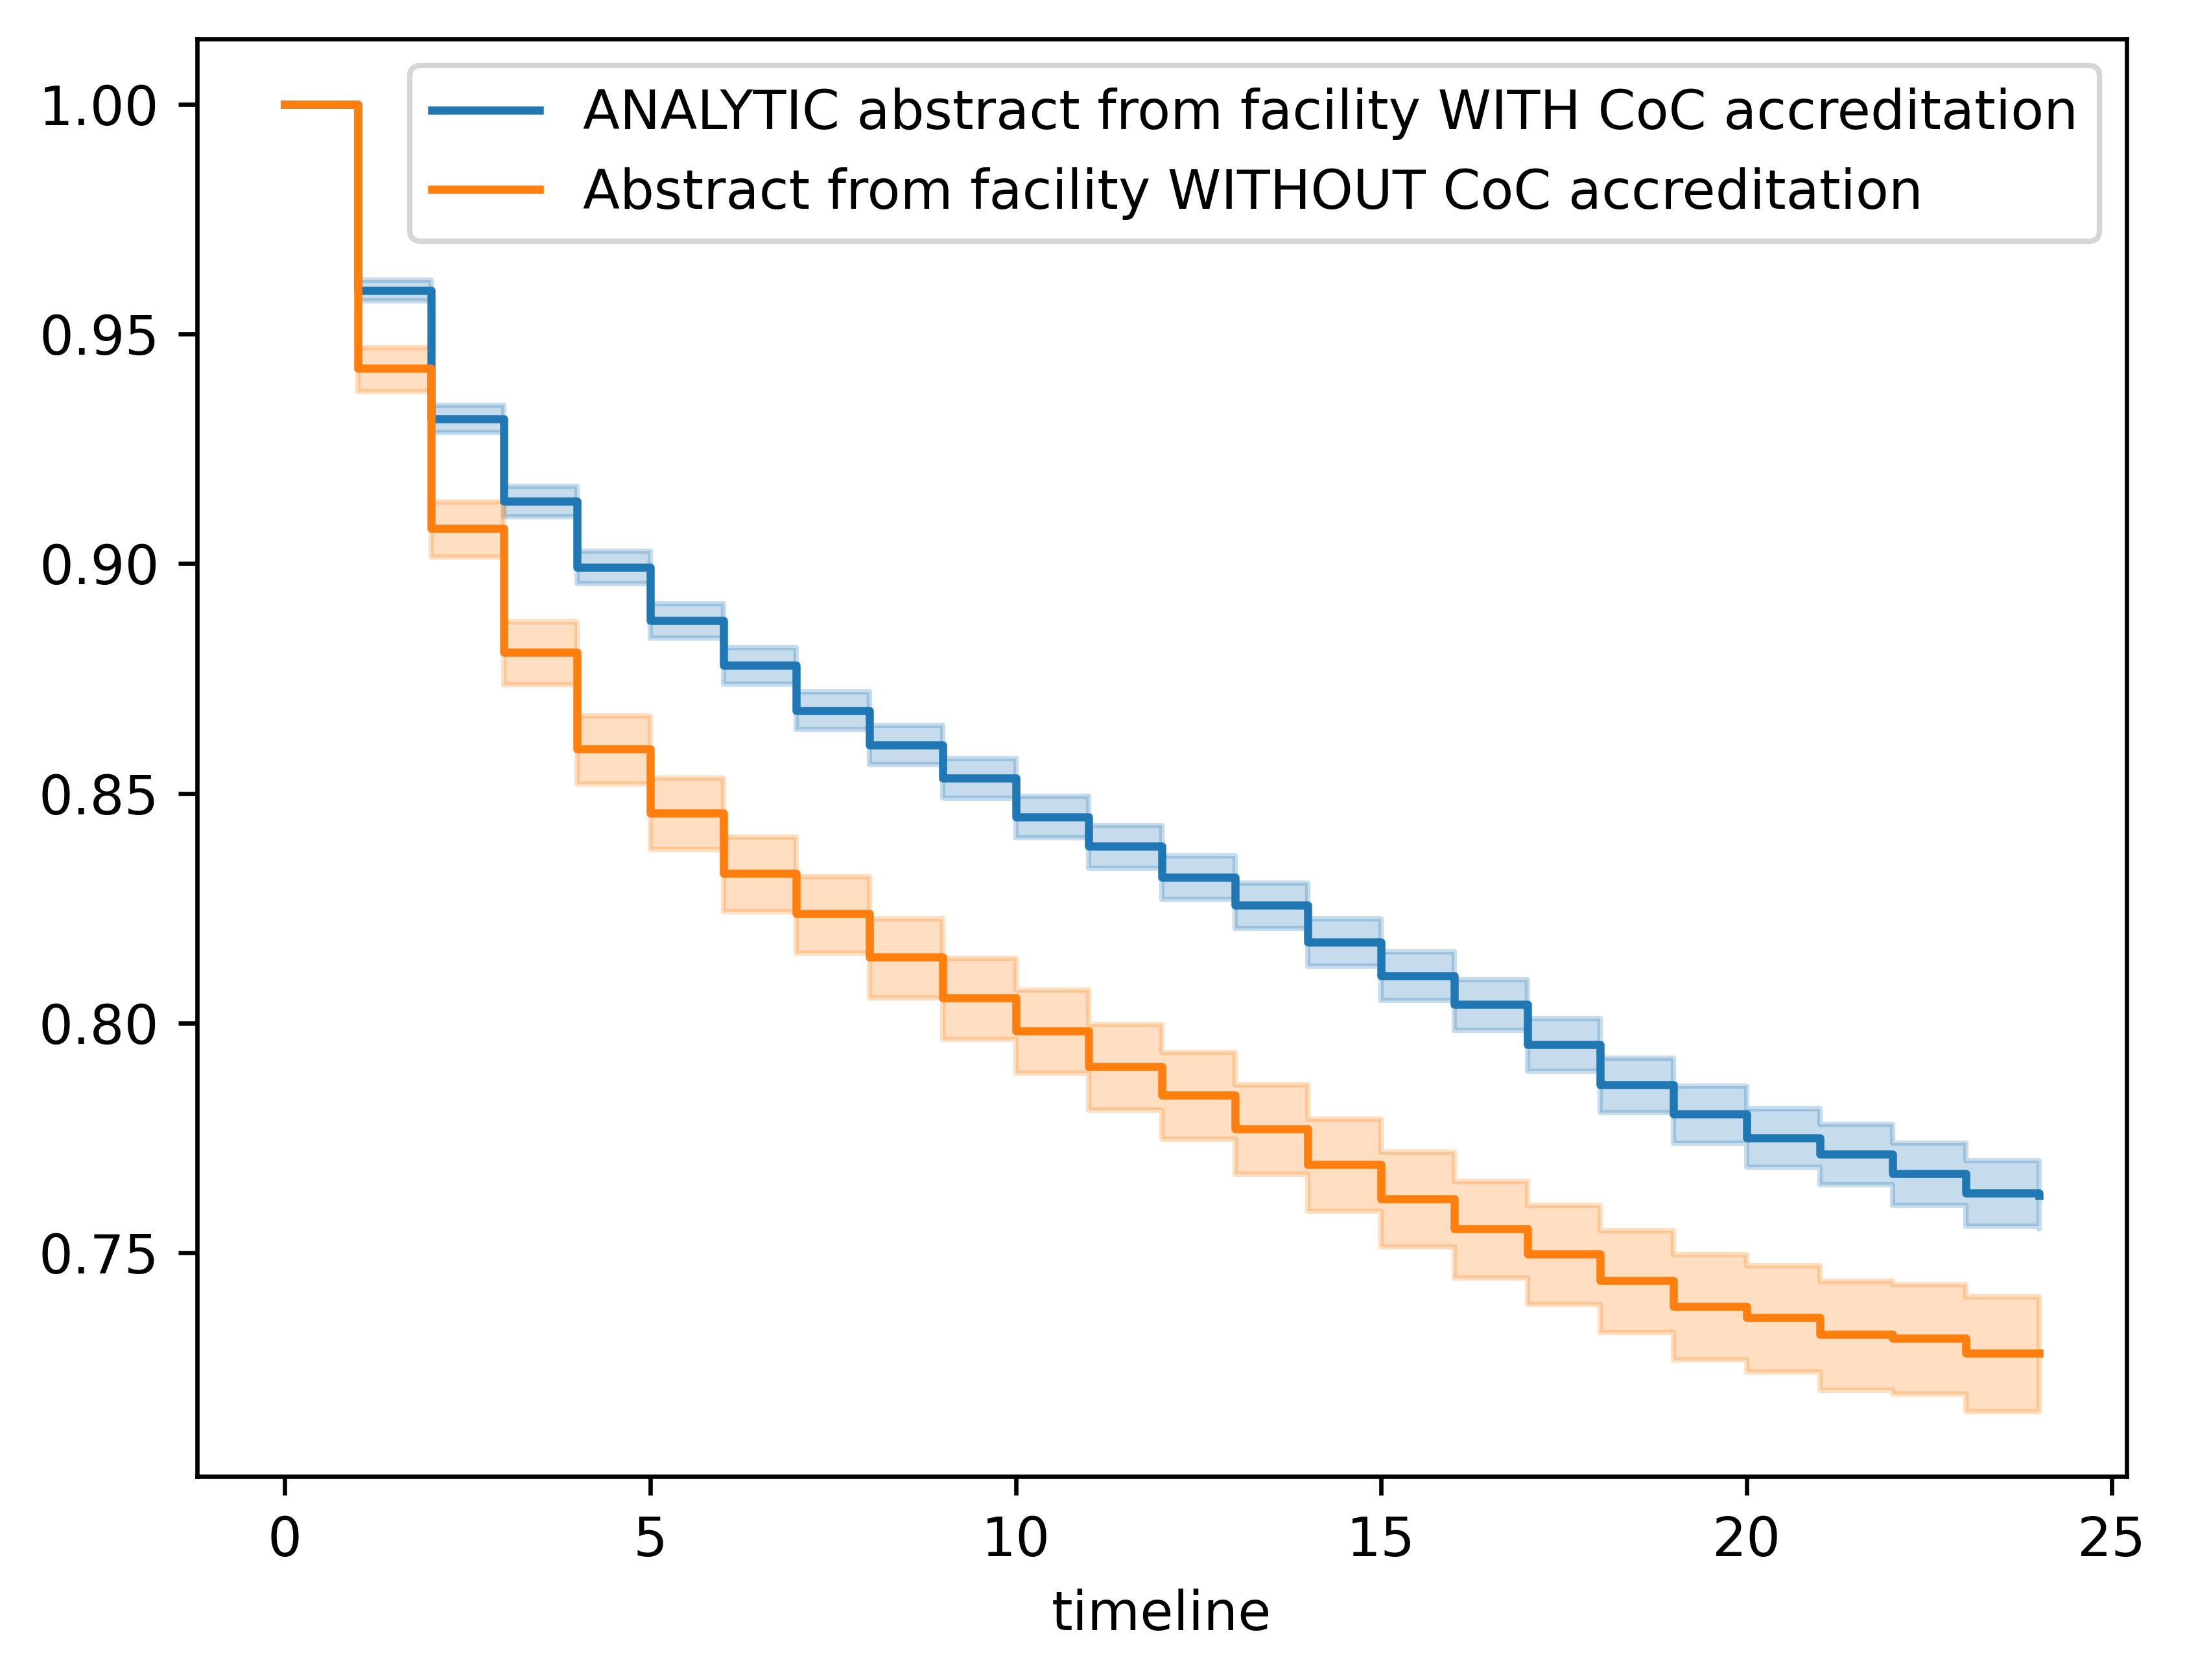 ANALYTIC abstract from facility WITH CoC accreditation
Abstract from facility WITHOUT CoC accreditation
1.00
0.95
0.90
0.85
0.80
0.75
0 5 10 15 20 25
timeline